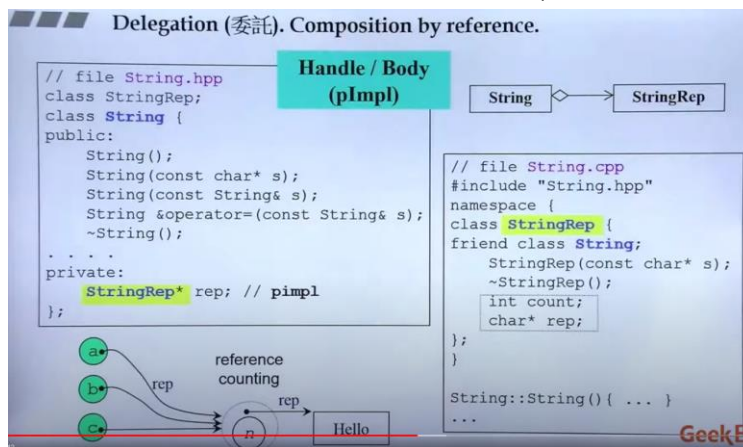 Delegation (委託). Composition by reference.
Handle / Body
(pImpl)
// file String.hpp
class StringRep;
class String {
public:
String();
String(const char* s);
String(const String& s);
String &operator=(const String& s);
~String();
. . . .
private:
StringRep* rep; // pimpl
};
String
StringRep
// file String.cpp
#include "String.hpp"
namespace {
class StringRep {
friend class String;
StringRep(const char* s);
~StringRep();
int count;
char* rep;
};
}
String::String(){ ... }
...
a
b
c
rep
reference
counting
n
rep
Hello